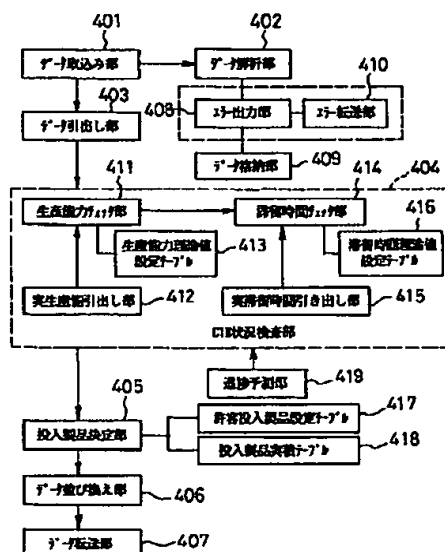 401
402
データ取込み部
データ解析部
410
403
408
エラー出力部
エラー転送部
データ引出し部
データ格納部
409
411
414
404
生産能力チェック部
滞留時間チェック部
416
生産能力理論値
設定テーブル
413
滞留時間理論値
設定テーブル
実生産値引出し部
412
実滞留時間引き出し部
415
状況検査部
進捗予測部
419
405
417
許容投入製品設定テーブル
投入製品決定部
投入製品実積テーブル
418
データ並び換え部
406
データ転送部
407